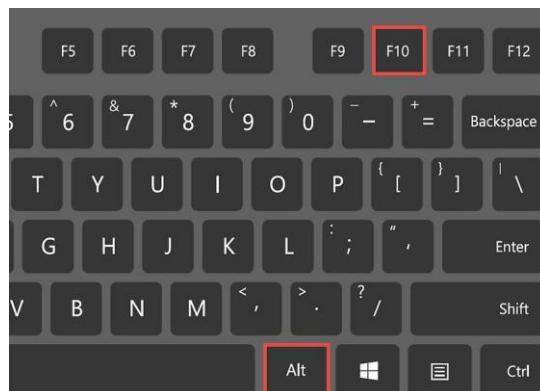 F5 F6 F7 F8 F9 F10 F11 F12
^ 6 & 7 * 8 ( 9 ) 0 _ - + = Backspace
T Y U I O P { [ } ] | \
G H J K L : ; " ' Enter
V B N M < , > . ? / Shift
Alt Ctrl